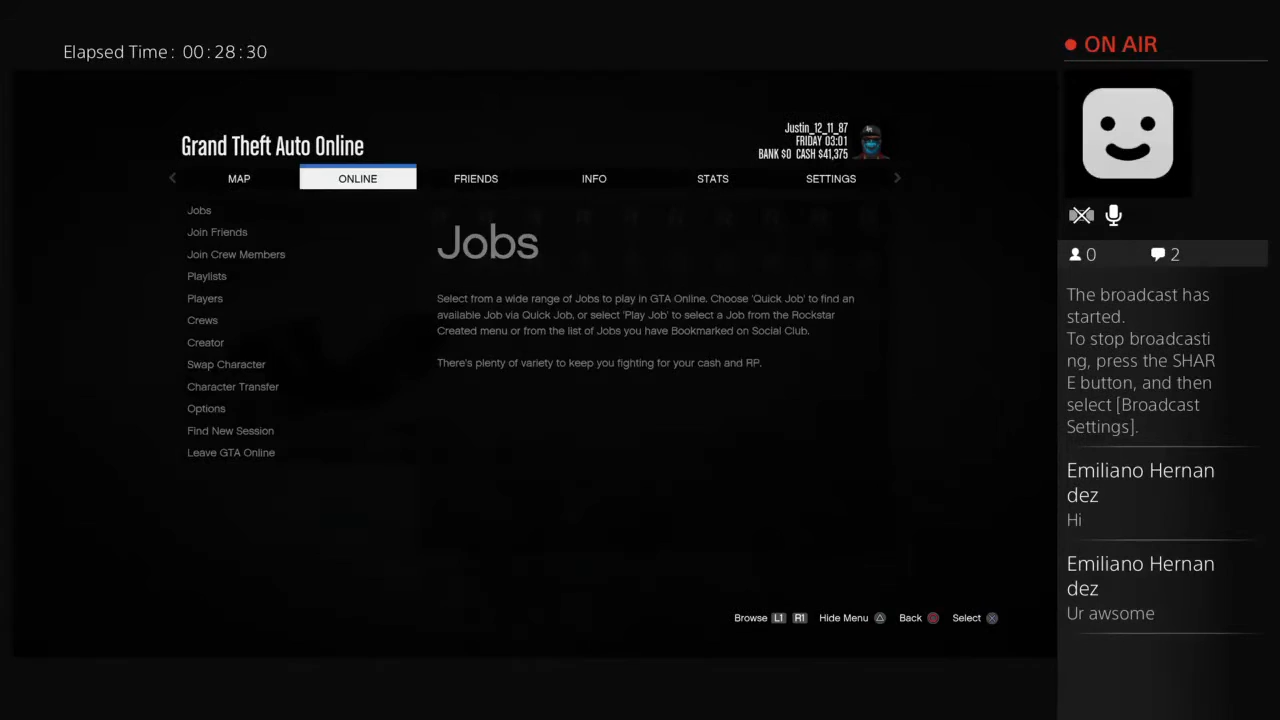 Elapsed Time: 00:28:30
ON AIR
Grand Theft Auto Online
Justin_12_11_87
FRIDAY 03:01
BANK $0 CASH $41,375
MAP
ONLINE
FRIENDS
INFO
STATS
SETTINGS
Jobs
Join Friends
Join Crew Members
Playlists
Players
Crews
Creator
Swap Character
Character Transfer
Options
Find New Session
Leave GTA Online
Jobs
Select from a wide range of Jobs to play in GTA Online. Choose 'Quick Job' to find an
available Job via Quick Job, or select 'Play Job' to select a Job from the Rockstar
Created menu or from the list of Jobs you have Bookmarked on Social Club.
There's plenty of variety to keep you fighting for your cash and RP.
Browse L1 R1 Hide Menu Back Select
0 2
The broadcast has
started.
To stop broadcasti
ng, press the SHAR
E button, and then
select [Broadcast
Settings].
Emiliano Hernan
dez
Hi
Emiliano Hernan
dez
Ur awsome